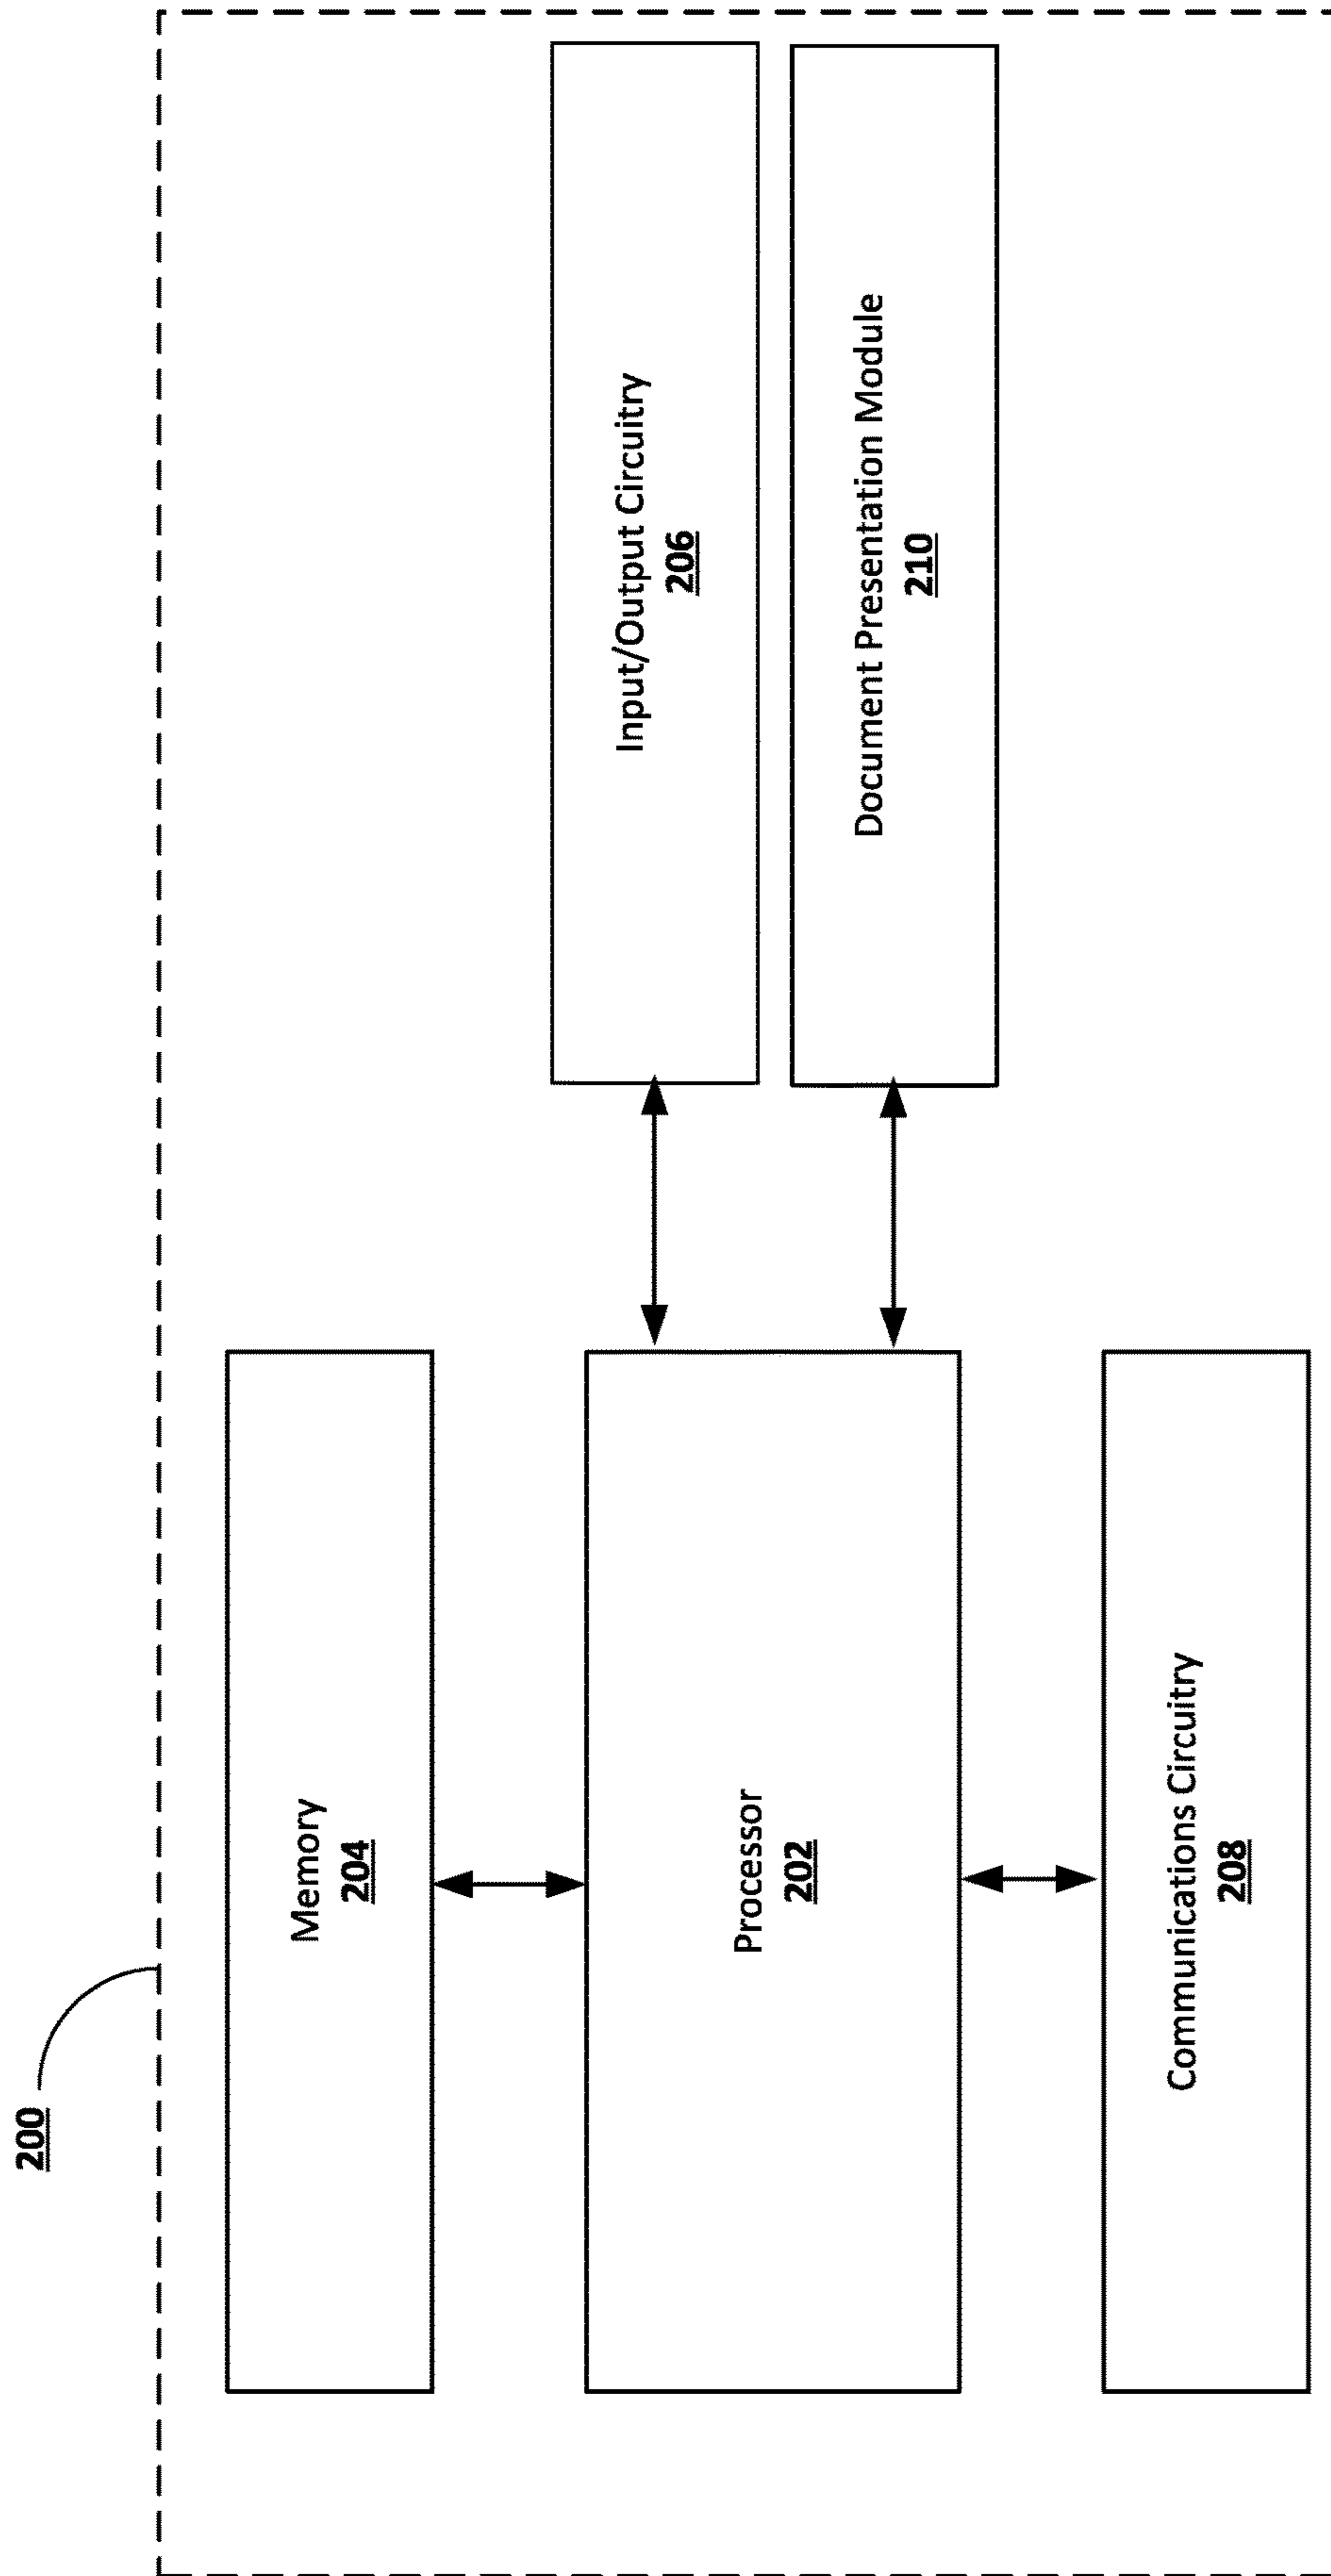 200
Memory
204
Processor
202
Communications Circuitry
208
Input/Output Circuitry
206
Document Presentation Module
210